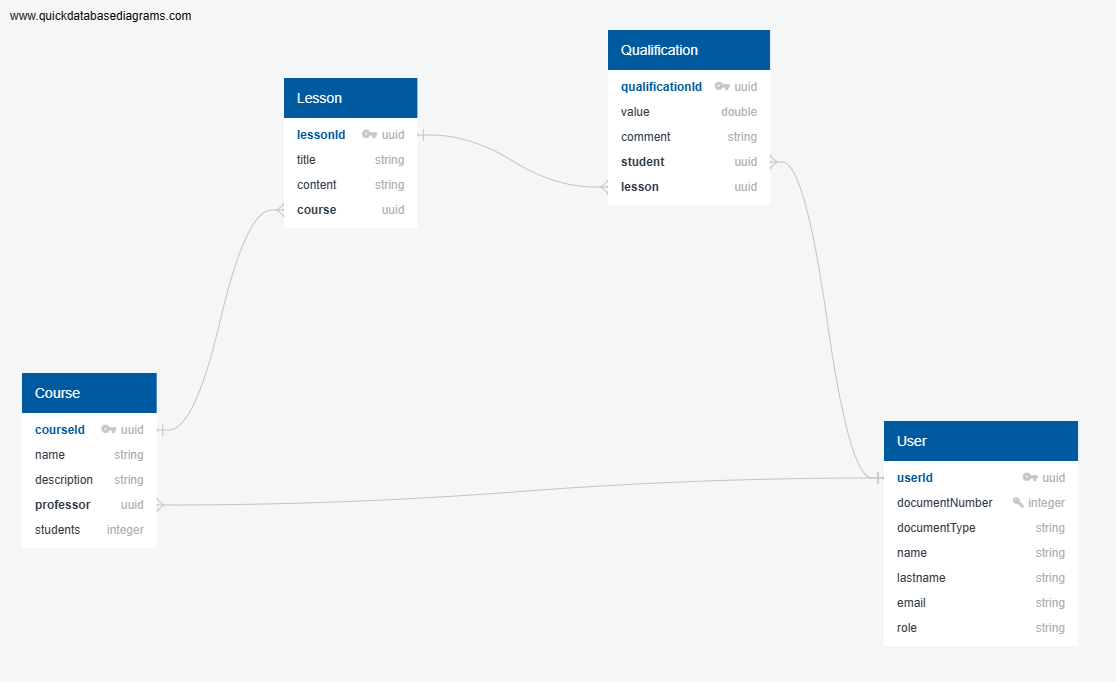 www.quickdatabasediagrams.com
Lesson
lessonId uuid
title string
content string
course uuid
Qualification
qualificationId uuid
value double
comment string
student uuid
lesson uuid
Course
courseId uuid
name string
description string
professor uuid
students integer
User
userId uuid
documentNumber integer
documentType string
name string
lastname string
email string
role string